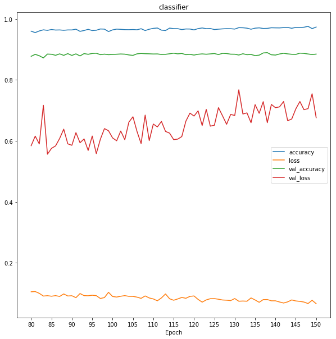 classifier
1.0
0.8
0.6
0.4
0.2
accuracy
loss
val_accuracy
val_loss
80 85 90 95 100 105 110 115 120 125 130 135 140 145 150
Epoch